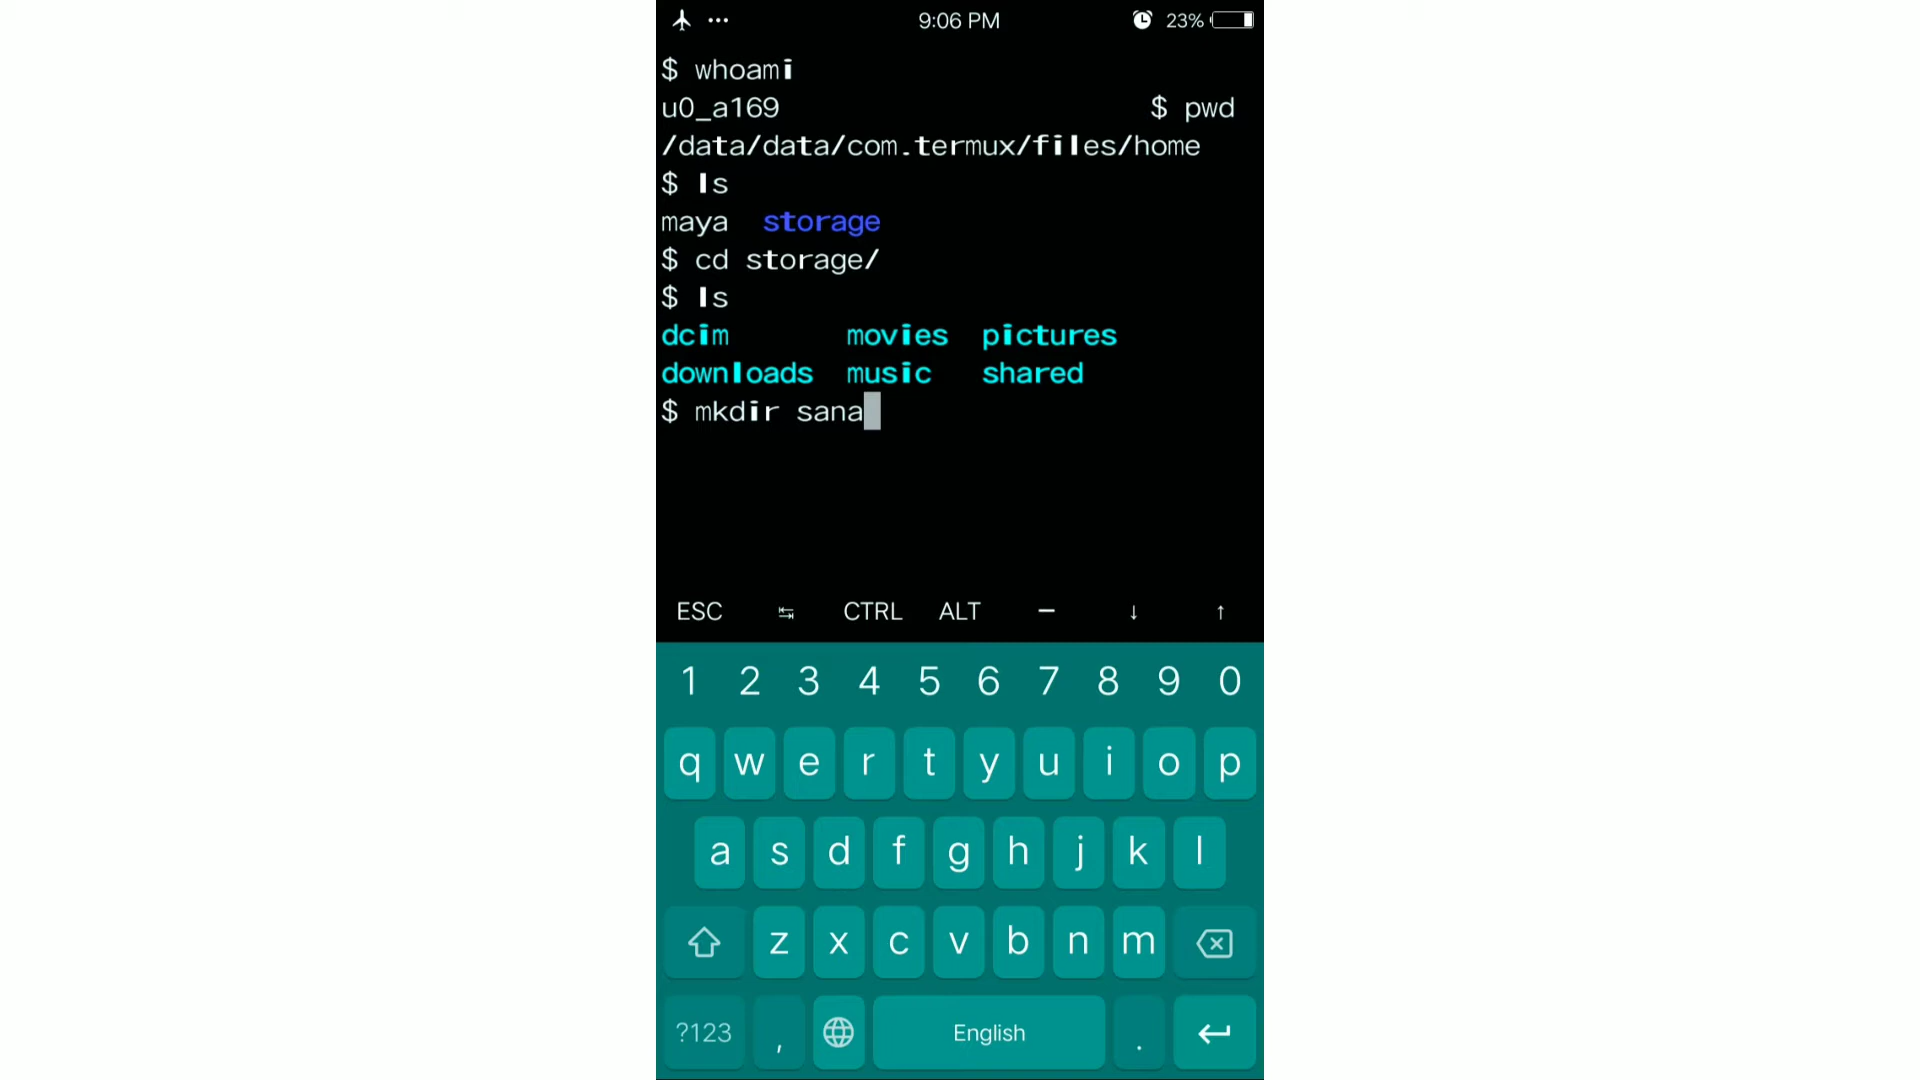 9:06 PM 23%
$ whoami
u0_a169 $ pwd
/data/data/com.termux/files/home
$ ls
maya storage
$ cd storage/
$ ls
dcim movies pictures
downloads music shared
$ mkdir sana
ESC ↹ CTRL ALT – ↓ ↑
1 2 3 4 5 6 7 8 9 0
q w e r t y u i o p
a s d f g h j k l
z x c v b n m
?123 , English .